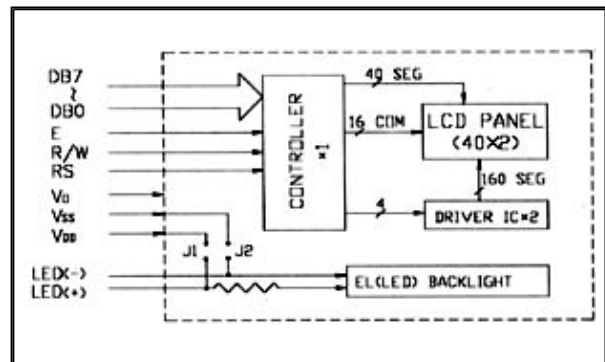 DB7
~
DB0
E
R/W
RS
V0
VSS
VDD
LED(-)
LED(+)
J1
J2
CONTROLLER
*1
40 SEG
16 COM
4
LCD PANEL
(40X2)
160 SEG
DRIVER IC*2
EL(LED) BACKLIGHT